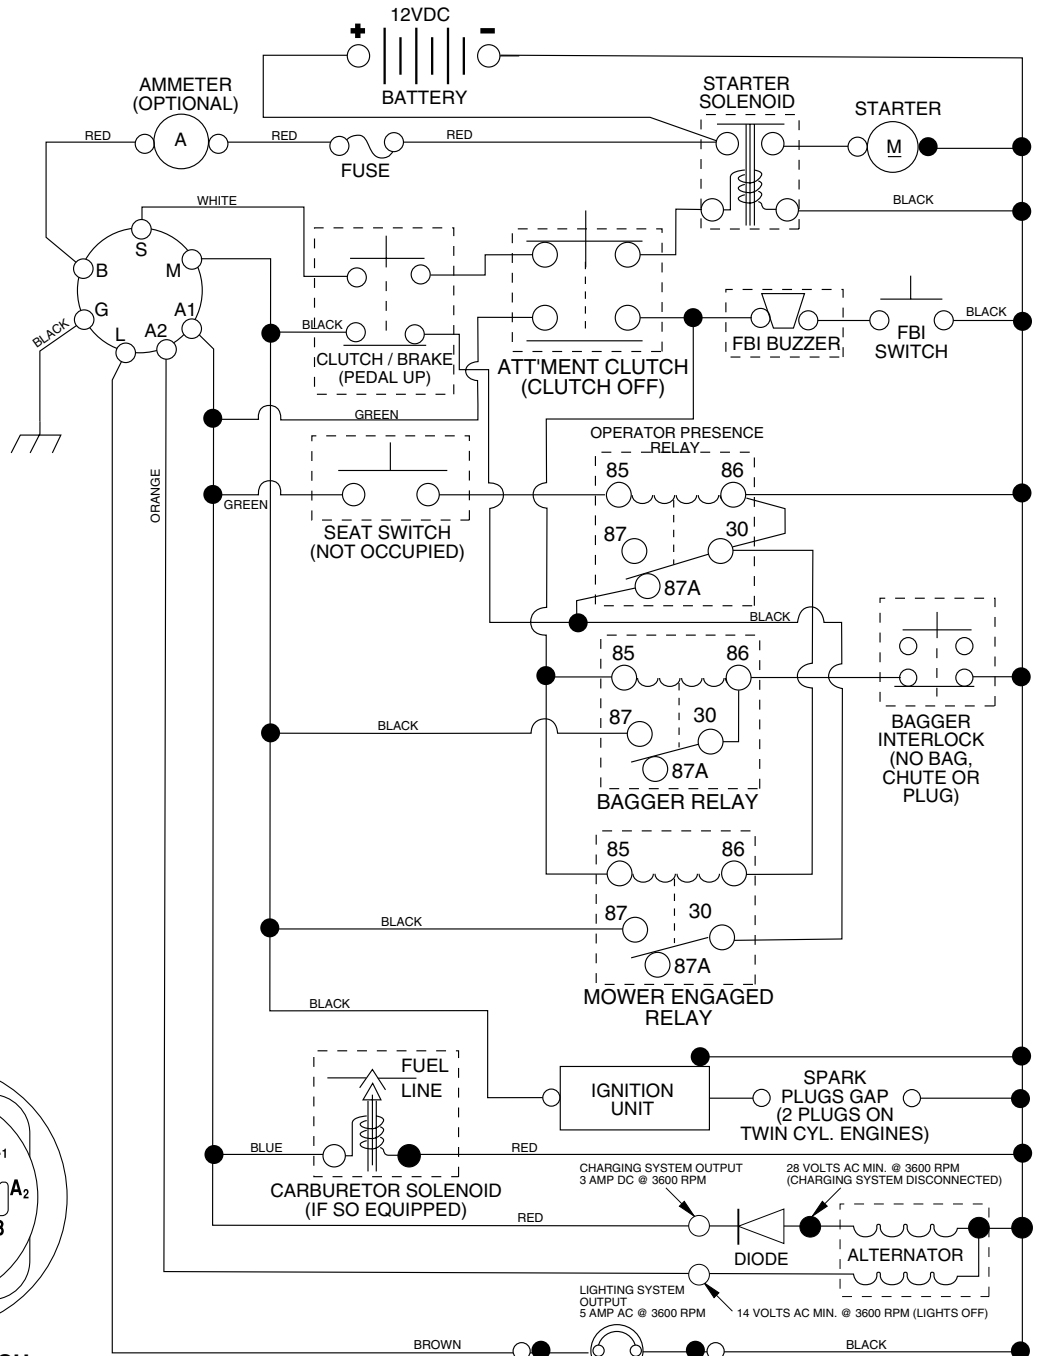 12VDC
+
-
BATTERY
AMMETER
(OPTIONAL)
STARTER
SOLENOID
STARTER
RED
A
RED
FUSE
RED
M
WHITE
BLACK
S
B
M
G
A1
L
A2
BLACK
BLACK
CLUTCH / BRAKE
(PEDAL UP)
ATT'MENT CLUTCH
(CLUTCH OFF)
FBI BUZZER
FBI
SWITCH
BLACK
GREEN
OPERATOR PRESENCE
RELAY
85
86
ORANGE
GREEN
SEAT SWITCH
(NOT OCCUPIED)
87
30
87A
BLACK
85
86
87
30
87A
BLACK
BAGGER RELAY
BAGGER
INTERLOCK
(NO BAG,
CHUTE OR
PLUG)
85
86
87
30
87A
BLACK
MOWER ENGAGED
RELAY
BLACK
FUEL
LINE
IGNITION
UNIT
SPARK
PLUGS GAP
(2 PLUGS ON
TWIN CYL. ENGINES)
BLUE
RED
CARBURETOR SOLENOID
(IF SO EQUIPPED)
CHARGING SYSTEM OUTPUT
3 AMP DC @ 3600 RPM
28 VOLTS AC MIN. @ 3600 RPM
(CHARGING SYSTEM DISCONNECTED)
A2
RED
DIODE
ALTERNATOR
LIGHTING SYSTEM
OUTPUT
5 AMP AC @ 3600 RPM
14 VOLTS AC MIN. @ 3600 RPM (LIGHTS OFF)
BROWN
BLACK